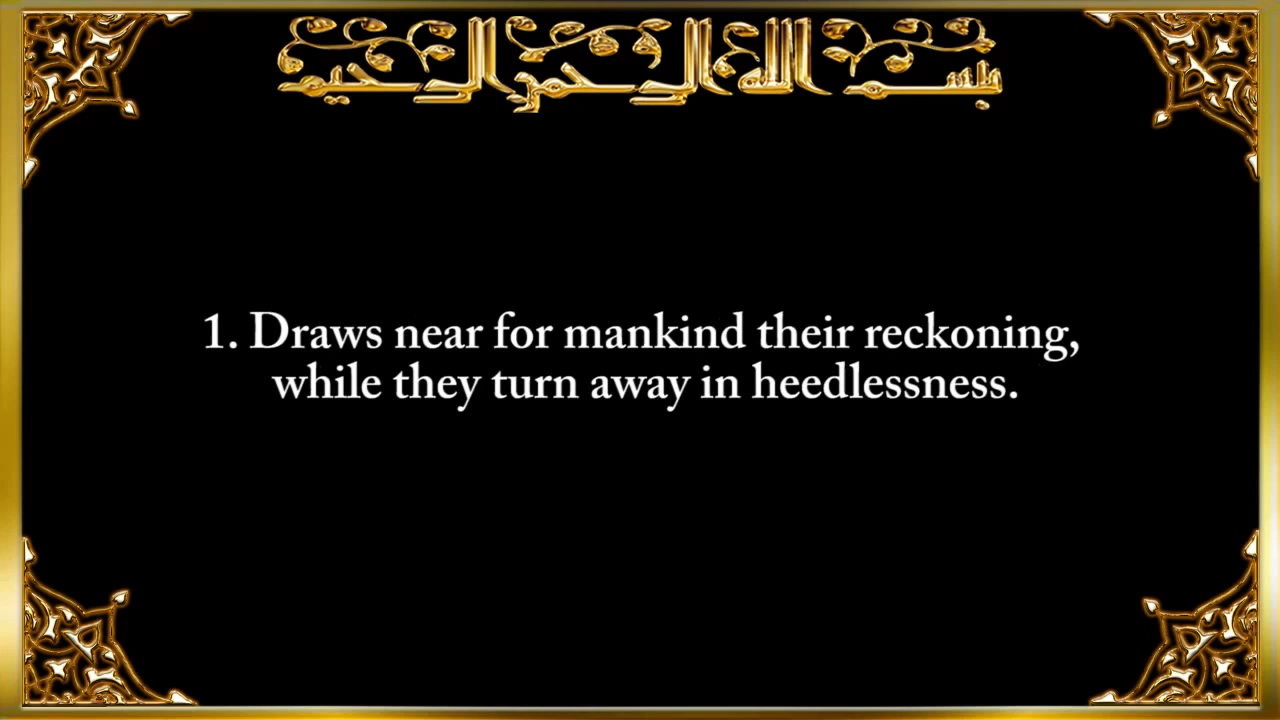 بسم الله الرحمن الرحيم
1. Draws near for mankind their reckoning,
while they turn away in heedlessness.